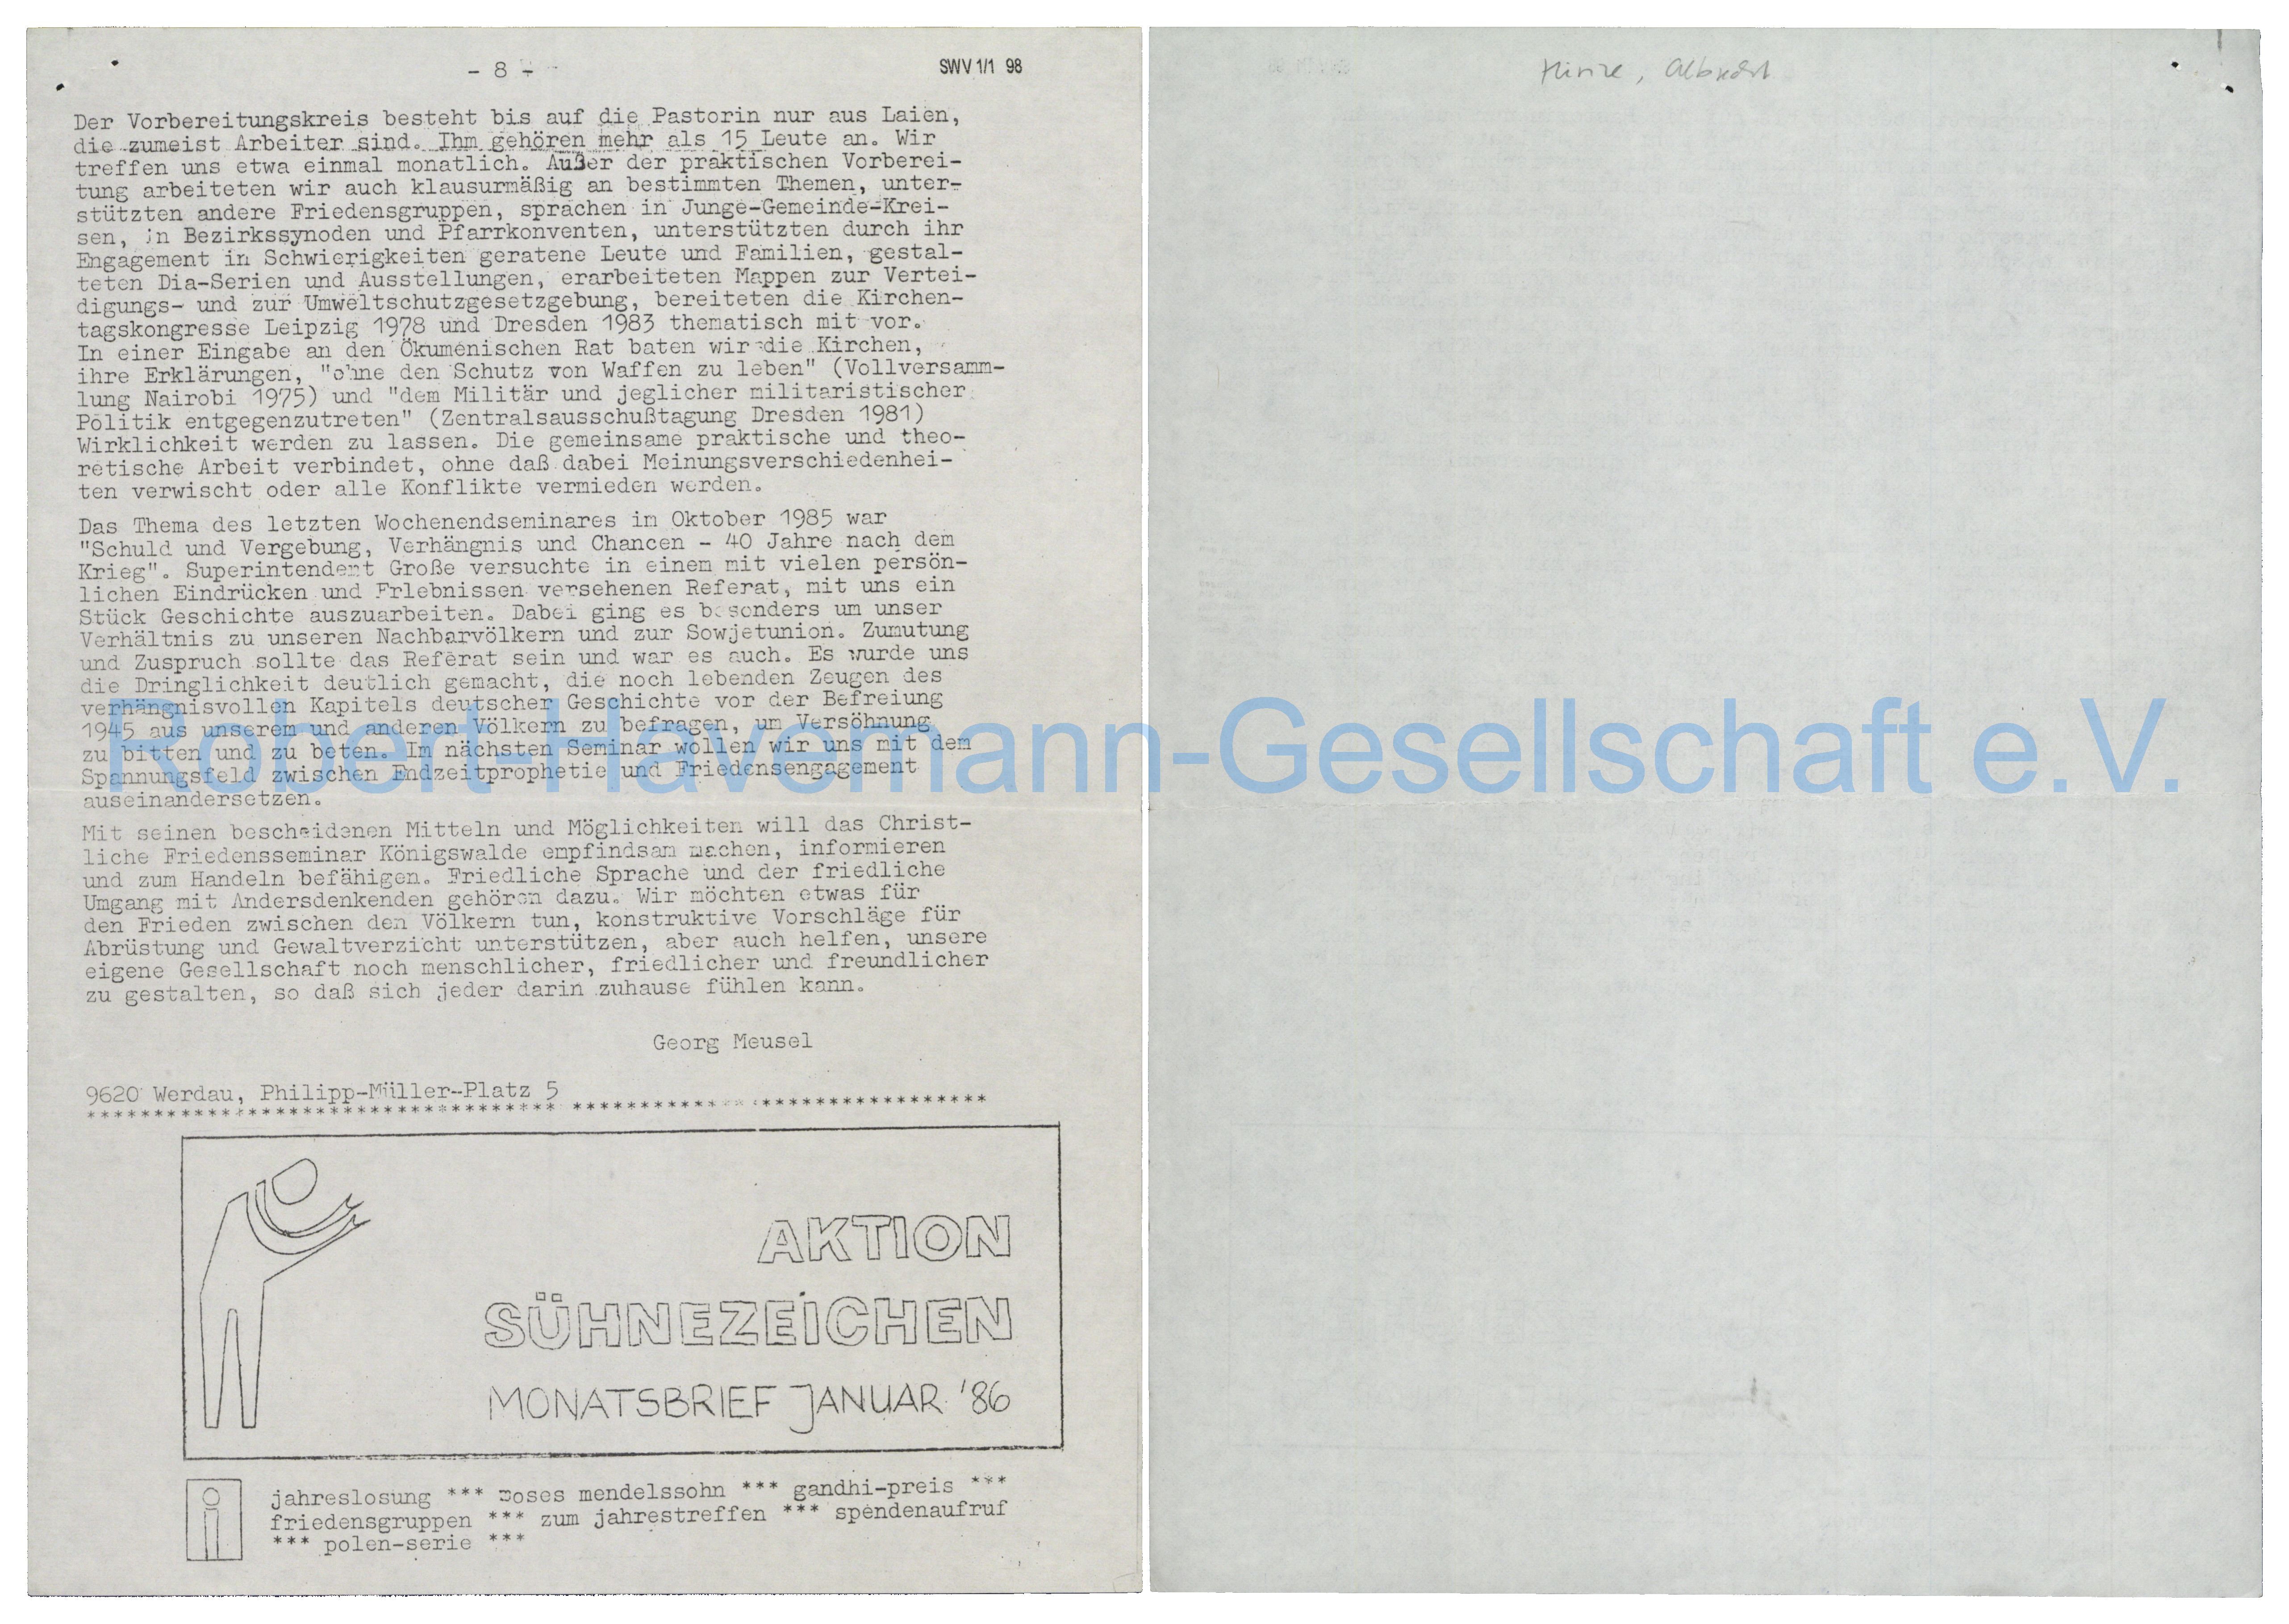 - 8 -
SWV 1/1 98
Der Vorbereitungskreis besteht bis auf die Pastorin nur aus Laien,
die zumeist Arbeiter sind. Ihm gehören mehr als 15 Leute an. Wir
treffen uns etwa einmal monatlich. Außer der praktischen Vorberei-
tung arbeiteten wir auch klausurmäßig an bestimmten Themen, unter-
stützten andere Friedensgruppen, sprachen in Junge-Gemeinde-Krei-
sen, in Bezirkssynoden und Pfarrkonventen, unterstützten durch ihr
Engagement in Schwierigkeiten geratene Leute und Familien, gestal-
teten Dia-Serien und Ausstellungen, erarbeiteten Mappen zur Vertei-
digungs- und zur Umweltschutzgesetzgebung, bereiteten die Kirchen-
tagskongresse Leipzig 1978 und Dresden 1983 thematisch mit vor.
In einer Eingabe an den Ökumenischen Rat baten wir die Kirchen,
ihre Erklärungen, "ohne den Schutz von Waffen zu leben" (Vollversamm-
lung Nairobi 1975) und "dem Militär und jeglicher militaristischer
Politik entgegenzutreten" (Zentralsausschußtagung Dresden 1981)
Wirklichkeit werden zu lassen. Die gemeinsame praktische und theo-
retische Arbeit verbindet, ohne daß dabei Meinungsverschiedenhei-
ten verwischt oder alle Konflikte vermieden werden.
Das Thema des letzten Wochenendseminares im Oktober 1985 war
"Schuld und Vergebung, Verhängnis und Chancen - 40 Jahre nach dem
Krieg". Superintendent Große versuchte in einem mit vielen persön-
lichen Eindrücken und Erlebnissen versehenen Referat, mit uns ein
Stück Geschichte auszuarbeiten. Dabei ging es besonders um unser
Verhältnis zu unseren Nachbarvölkern und zur Sowjetunion. Zumutung
und Zuspruch sollte das Referat sein und war es auch. Es wurde uns
die Dringlichkeit deutlich gemacht, die noch lebenden Zeugen des
verhängnisvollen Kapitels deutscher Geschichte vor der Befreiung
1945 aus unserem und anderen Völkern zu befragen, um Versöhnung
zu bitten und zu beten. Im nächsten Seminar wollen wir uns mit dem
Spannungsfeld zwischen Endzeitprophetie und Friedensengagement
auseinandersetzen.
Mit seinen bescheidenen Mitteln und Möglichkeiten will das Christ-
liche Friedensseminar Königswalde empfindsam machen, informieren
und zum Handeln befähigen. Friedliche Sprache und der friedliche
Umgang mit Andersdenkenden gehören dazu. Wir möchten etwas für
den Frieden zwischen den Völkern tun, konstruktive Vorschläge für
Abrüstung und Gewaltverzicht unterstützen, aber auch helfen, unsere
eigene Gesellschaft noch menschlicher, friedlicher und freundlicher
zu gestalten, so daß sich jeder darin zuhause fühlen kann.
Georg Meusel
9620 Werdau, Philipp-Müller-Platz 5
AKTION
SÜHNEZEICHEN
MONATSBRIEF JANUAR '86
i
jahreslosung *** moses mendelssohn *** gandhi-preis ***
friedensgruppen *** zum jahrestreffen *** spendenaufruf
*** polen-serie ***
Albrecht
Robert-Havemann-Gesellschaft e.V.